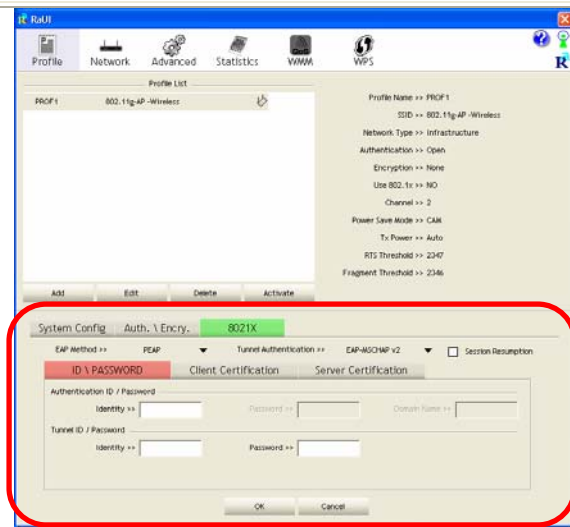 RaUI
Profile Network Advanced Statistics QoS WMM WPS
R
Profile List
PROF1 802.11g-AP -Wireless
Profile Name >> PROF1
SSID >> 802.11g-AP -Wireless
Network Type >> Infrastructure
Authentication >> Open
Encryption >> None
Use 802.1x >> NO
Channel >> 2
Power Save Mode >> CAM
Tx Power >> Auto
RTS Threshold >> 2347
Fragment Threshold >> 2346
Add Edit Delete Activate
System Config Auth. \ Encry. 8021X
EAP Method >> PEAP Tunnel Authentication >> EAP-MSCHAP v2 Session Resumption
ID \ PASSWORD Client Certification Server Certification
Authentication ID / Password
Identity >> Password >> Domain Name >>
Tunnel ID / Password
Identity >> Password >>
OK Cancel